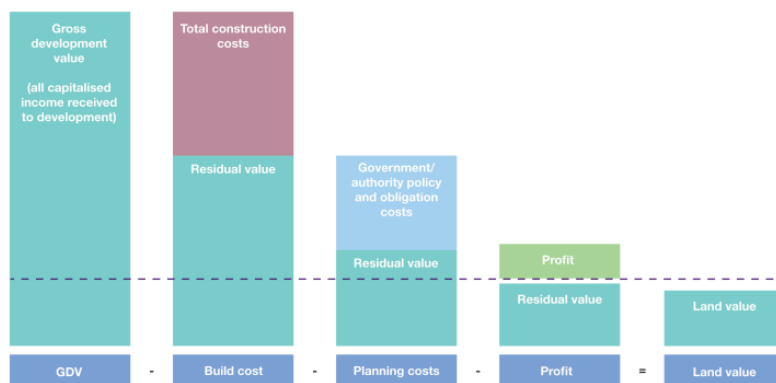 Gross
development
value
(all capitalised
income received
to development)
Total construction
costs
Residual value
Government/
authority policy
and obligation
costs
Residual value
Profit
Residual value
Land value
GDV - Build cost - Planning costs - Profit = Land value